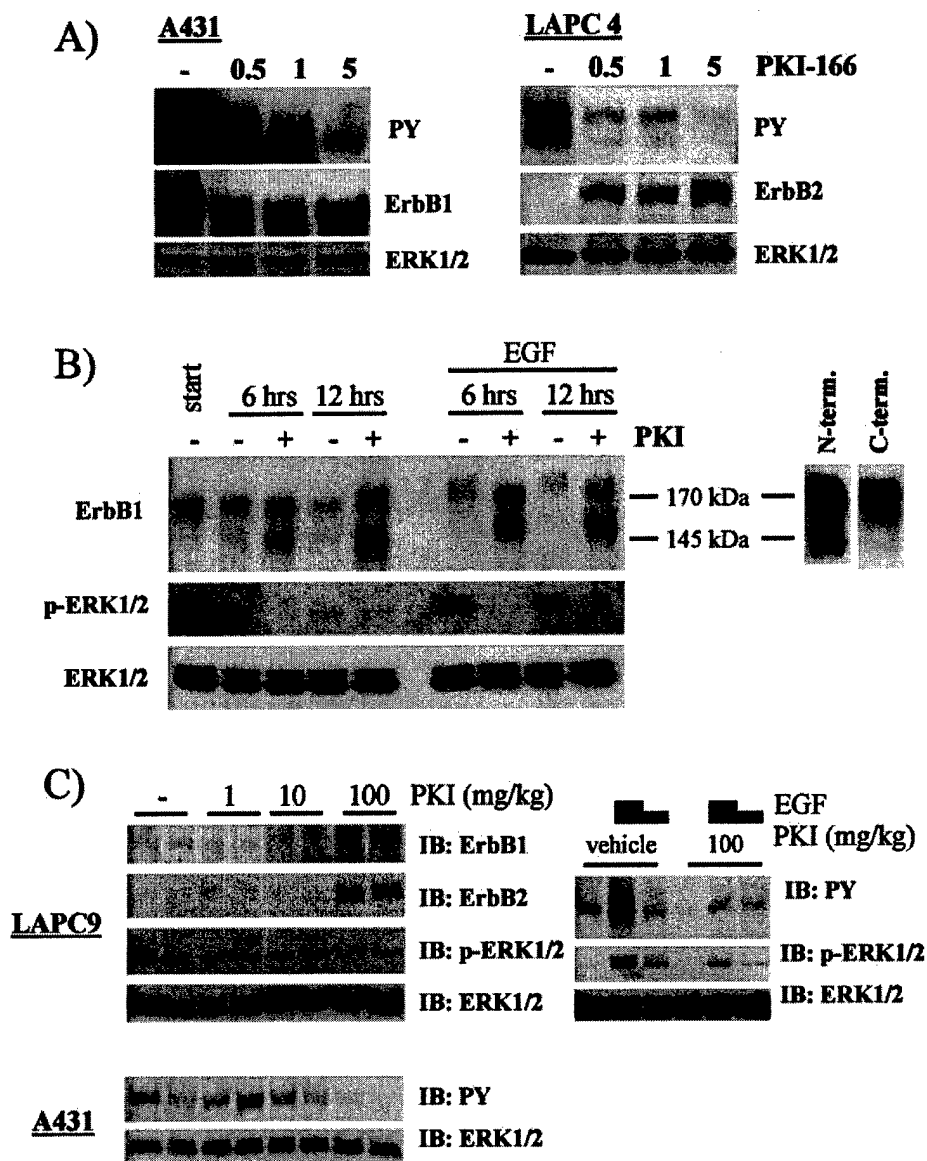 A)
A431
- 0.5 1 5
PY
ErbB1
ERK1/2
LAPC 4
- 0.5 1 5 PKI-166
PY
ErbB2
ERK1/2
B)
EGF
start 6 hrs 12 hrs 6 hrs 12 hrs
- - + - + - + - + PKI
ErbB1
p-ERK1/2
ERK1/2
170 kDa
145 kDa
N-term. C-term.
C)
- 1 10 100 PKI (mg/kg)
LAPC9
IB: ErbB1
IB: ErbB2
IB: p-ERK1/2
IB: ERK1/2
EGF
PKI (mg/kg)
vehicle 100
IB: PY
IB: p-ERK1/2
IB: ERK1/2
A431
IB: PY
IB: ERK1/2